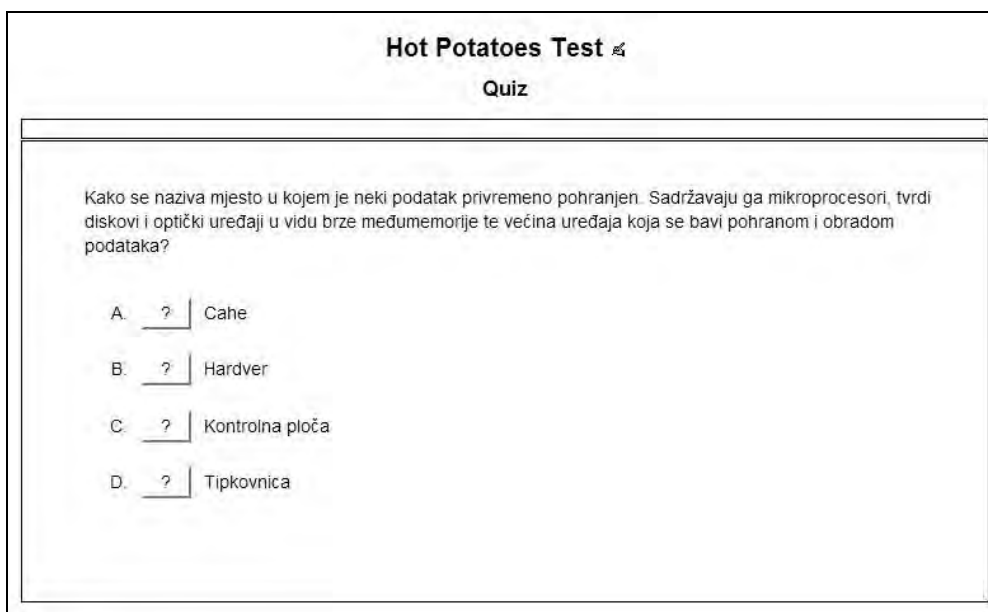 Hot Potatoes Test ✍
Quiz
Kako se naziva mjesto u kojem je neki podatak privremeno pohranjen. Sadržavaju ga mikroprocesori, tvrdi
diskovi i optički uređaji u vidu brze međumemorije te većina uređaja koja se bavi pohranom i obradom
podataka?
A. ? Cahe
B. ? Hardver
C. ? Kontrolna ploča
D. ? Tipkovnica